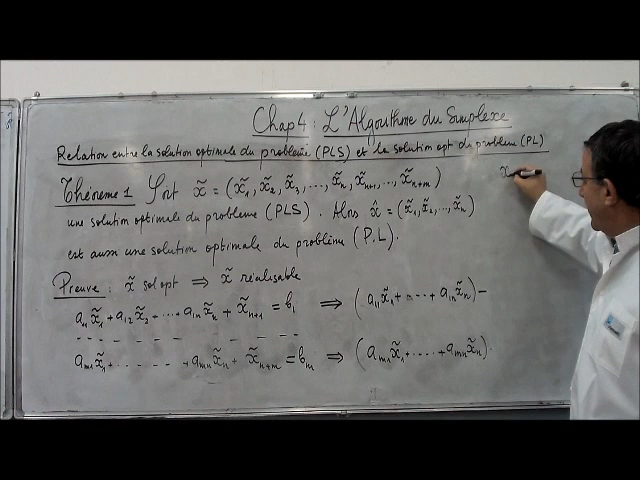 Chap 4 : L'Algorithme du Simplexe
Relation entre la solution optimale du problème (PLS) et la solution opt du problème (PL)
Théorème 1 Soit x̃ = (x̃₁, x̃₂, x̃₃, ..., x̃ₙ, x̃ₙ₊₁, ..., x̃ₙ₊ₘ)
une solution optimale du problème (PLS). Alors x̂ = (x̃₁, x̃₂, ..., x̃ₙ)
est aussi une solution optimale du problème (P.L).
Preuve : x̃ sol opt ⇒ x̃ réalisable
a₁₁x̃₁ + a₁₂x̃₂ + ... + a₁ₙx̃ₙ + x̃ₙ₊₁ = b₁ ⇒ (a₁₁x̃₁ + ... + a₁ₙx̃ₙ) –
aₘ₁x̃₁ + ...... + aₘₙx̃ₙ + x̃ₙ₊ₘ = bₘ ⇒ (aₘ₁x̃₁ + .... + aₘₙx̃ₙ).
x